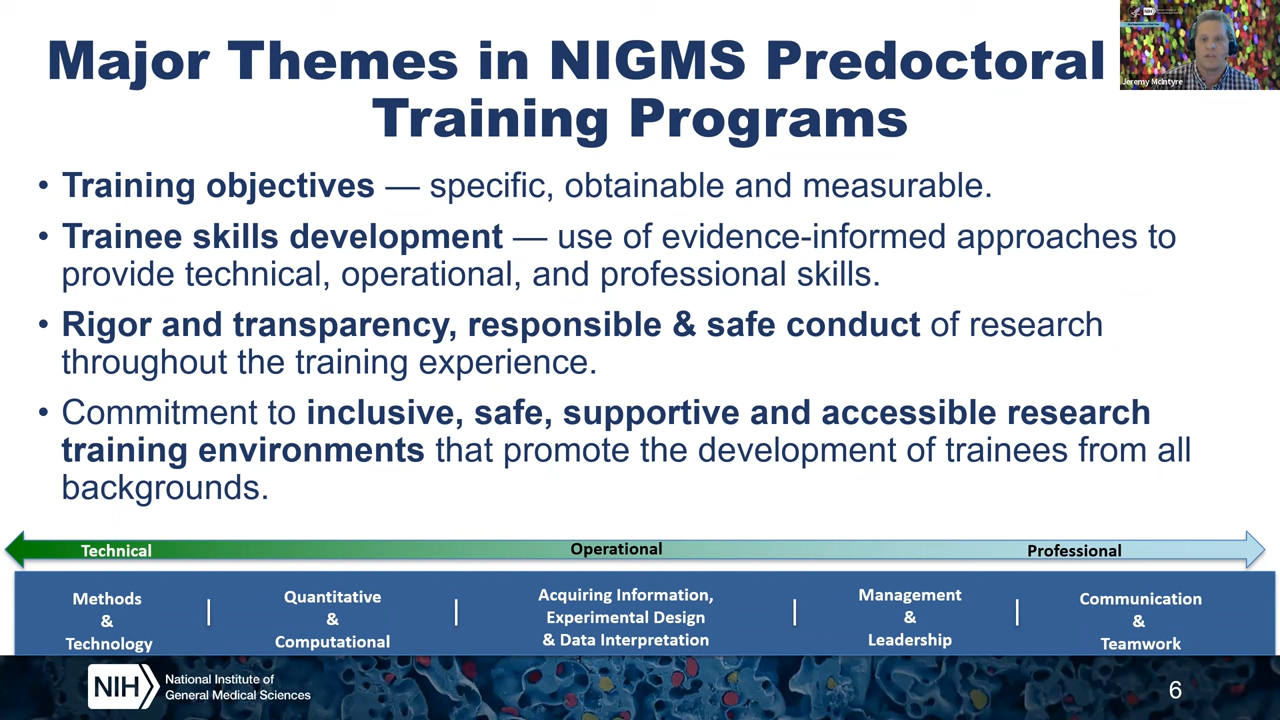 Major Themes in NIGMS Predoctoral
Training Programs
NIH
Jeremy McIntyre
• Training objectives — specific, obtainable and measurable.
• Trainee skills development — use of evidence-informed approaches to
provide technical, operational, and professional skills.
• Rigor and transparency, responsible & safe conduct of research
throughout the training experience.
• Commitment to inclusive, safe, supportive and accessible research
training environments that promote the development of trainees from all
backgrounds.
Technical
Operational
Professional
Methods
&
Technology
Quantitative
&
Computational
Acquiring Information,
Experimental Design
& Data Interpretation
Management
&
Leadership
Communication
&
Teamwork
NIH
National Institute of
General Medical Sciences
6